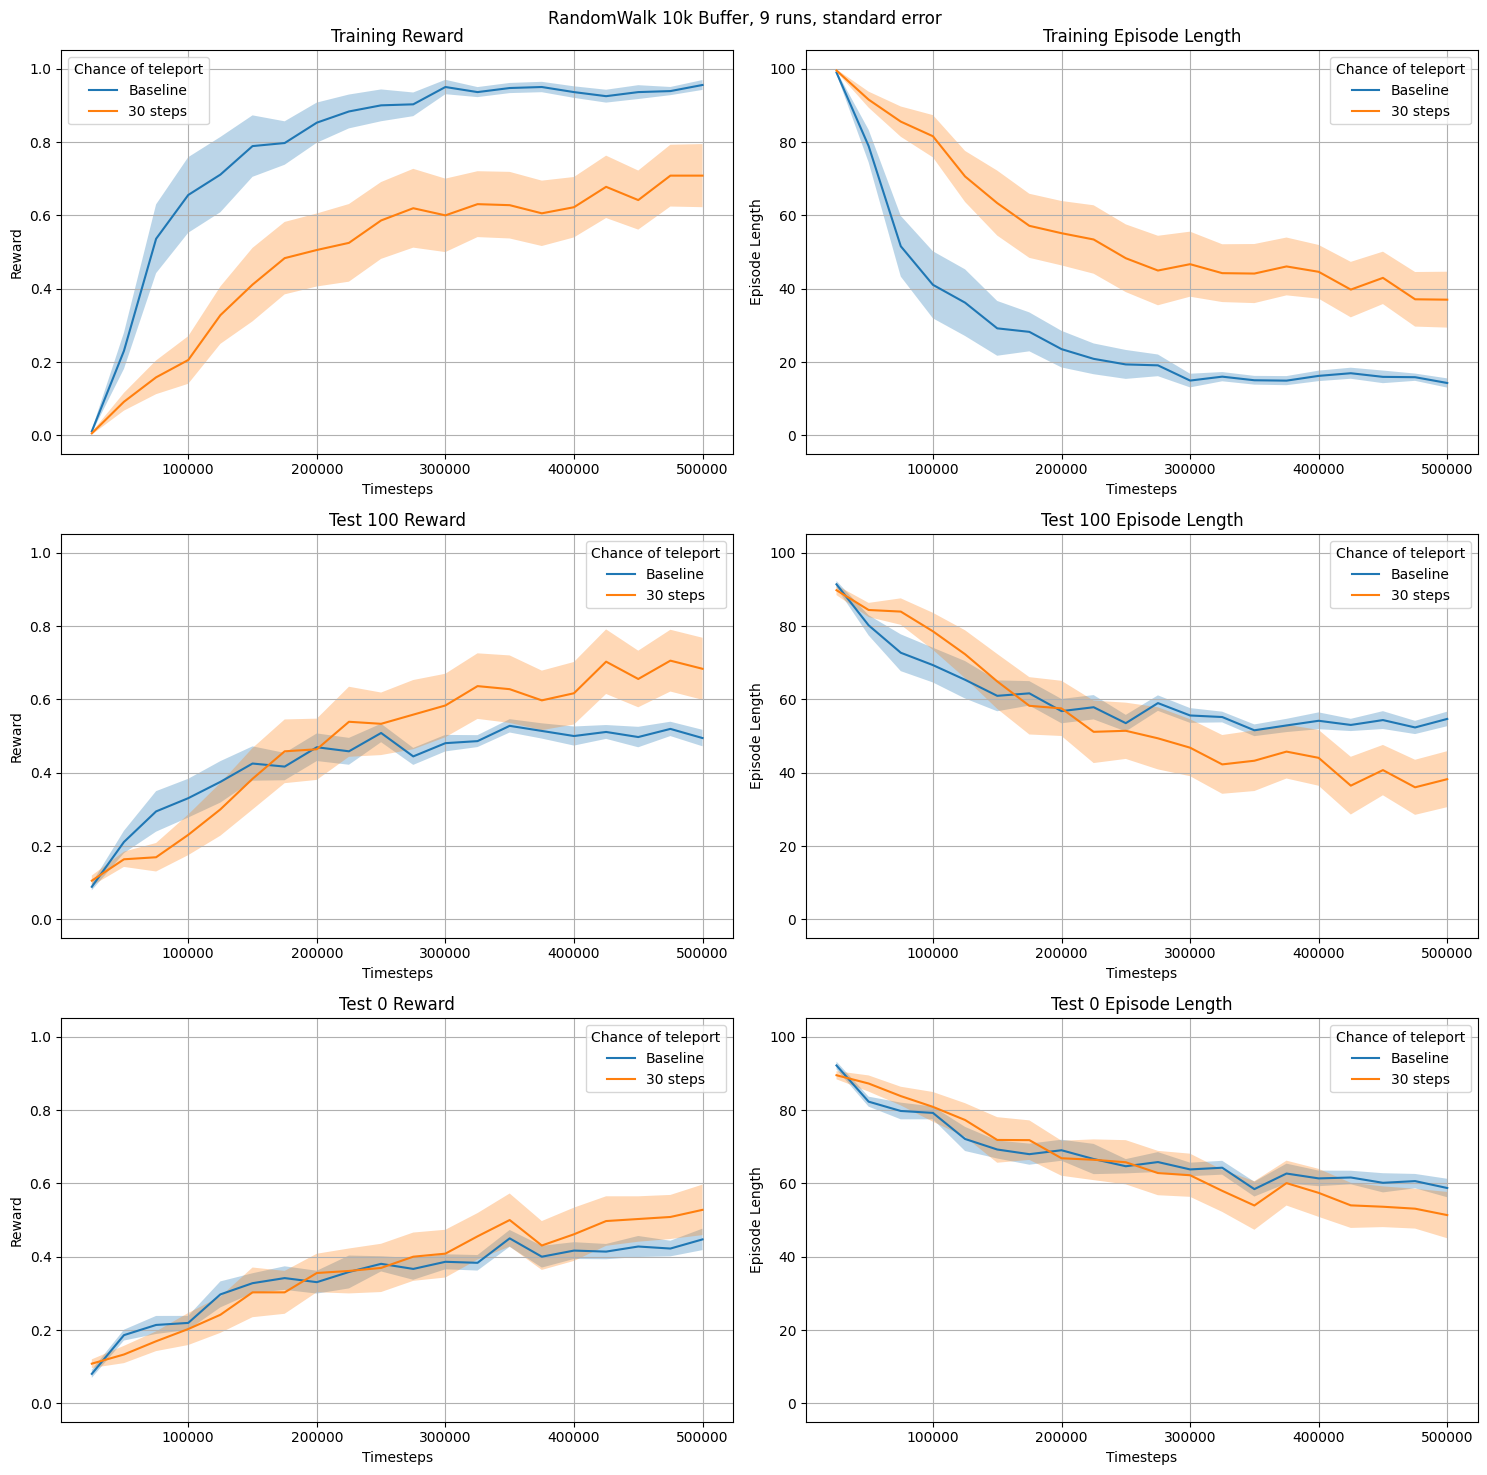 RandomWalk 10k Buffer, 9 runs, standard error
Training Reward
Chance of teleport
Baseline
30 steps
1.0
0.8
0.6
0.4
0.2
0.0
Reward
100000 200000 300000 400000 500000
Timesteps
Training Episode Length
Chance of teleport
Baseline
30 steps
100
80
60
40
20
0
Episode Length
100000 200000 300000 400000 500000
Timesteps
Test 100 Reward
Chance of teleport
Baseline
30 steps
1.0
0.8
0.6
0.4
0.2
0.0
Reward
100000 200000 300000 400000 500000
Timesteps
Test 100 Episode Length
Chance of teleport
Baseline
30 steps
100
80
60
40
20
0
Episode Length
100000 200000 300000 400000 500000
Timesteps
Test 0 Reward
Chance of teleport
Baseline
30 steps
1.0
0.8
0.6
0.4
0.2
0.0
Reward
100000 200000 300000 400000 500000
Timesteps
Test 0 Episode Length
Chance of teleport
Baseline
30 steps
100
80
60
40
20
0
Episode Length
100000 200000 300000 400000 500000
Timesteps